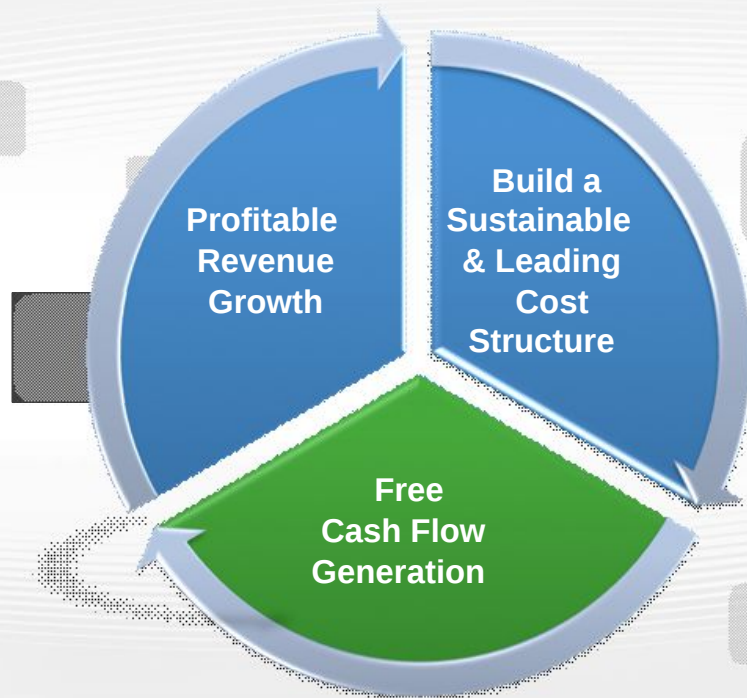 Profitable
Revenue
Growth
Build a
Sustainable
& Leading
Cost
Structure
Free
Cash Flow
Generation